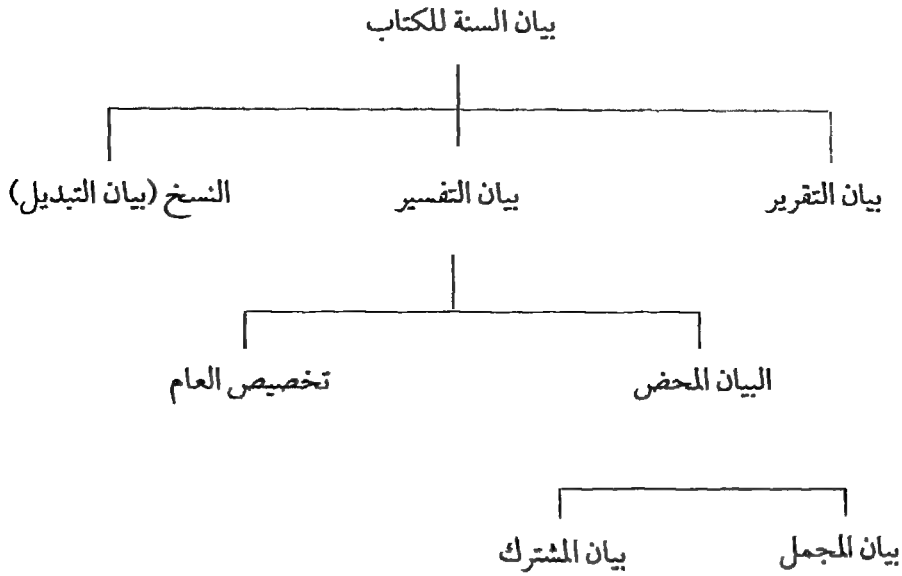 بيان السنة للكتاب
بيان التقرير
بيان التفسير
النسخ (بيان التبديل)
البيان المحض
تخصيص العام
بيان المجمل
بيان المشترك